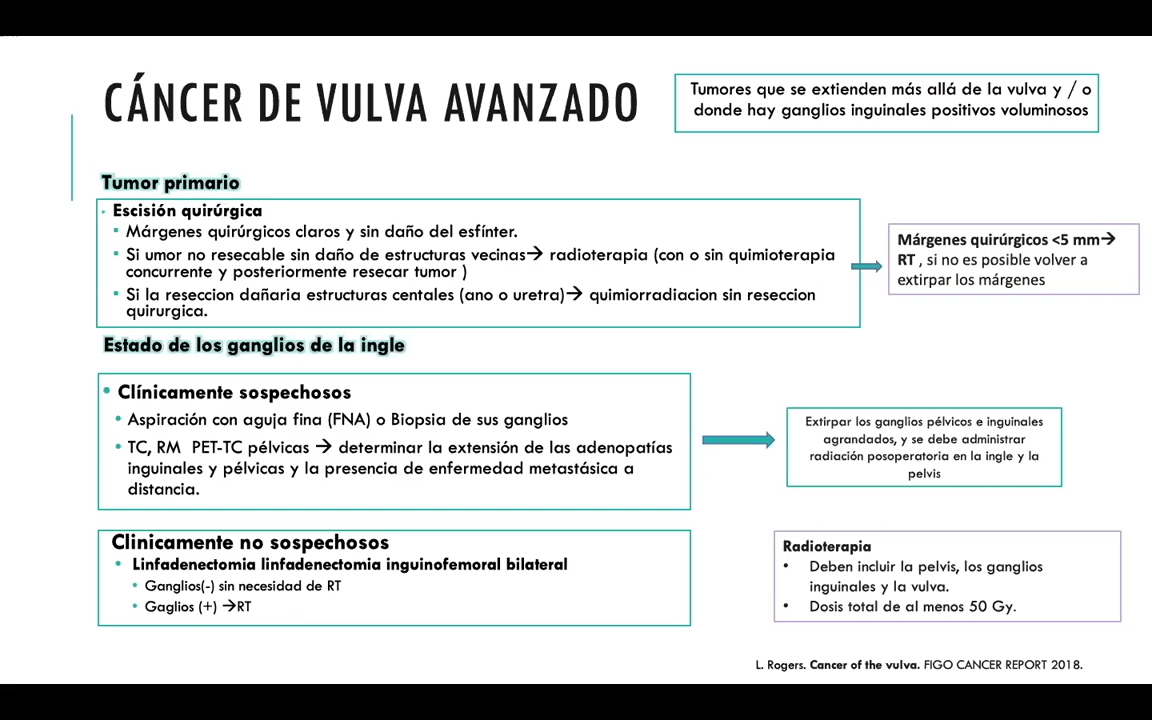 CÁNCER DE VULVA AVANZADO
Tumores que se extienden más allá de la vulva y / o
donde hay ganglios inguinales positivos voluminosos
Tumor primario
Escisión quirúrgica
Márgenes quirúrgicos claros y sin daño del esfínter.
Si umor no resecable sin daño de estructuras vecinas→ radioterapia (con o sin quimioterapia
concurrente y posteriormente resecar tumor )
Si la reseccion dañaria estructuras centales (ano o uretra)→ quimiorradiacion sin reseccion
quirurgica.
Márgenes quirúrgicos <5 mm→
RT , si no es posible volver a
extirpar los márgenes
Estado de los ganglios de la ingle
• Clínicamente sospechosos
• Aspiración con aguja fina (FNA) o Biopsia de sus ganglios
• TC, RM PET-TC pélvicas → determinar la extensión de las adenopatías
inguinales y pélvicas y la presencia de enfermedad metastásica a
distancia.
Extirpar los ganglios pélvicos e inguinales
agrandados, y se debe administrar
radiación posoperatoria en la ingle y la
pelvis
Clinicamente no sospechosos
• Linfadenectomia linfadenectomia inguinofemoral bilateral
• Ganglios(-) sin necesidad de RT
• Gaglios (+) →RT
Radioterapia
• Deben incluir la pelvis, los ganglios
inguinales y la vulva.
• Dosis total de al menos 50 Gy.
L. Rogers. Cancer of the vulva. FIGO CANCER REPORT 2018.